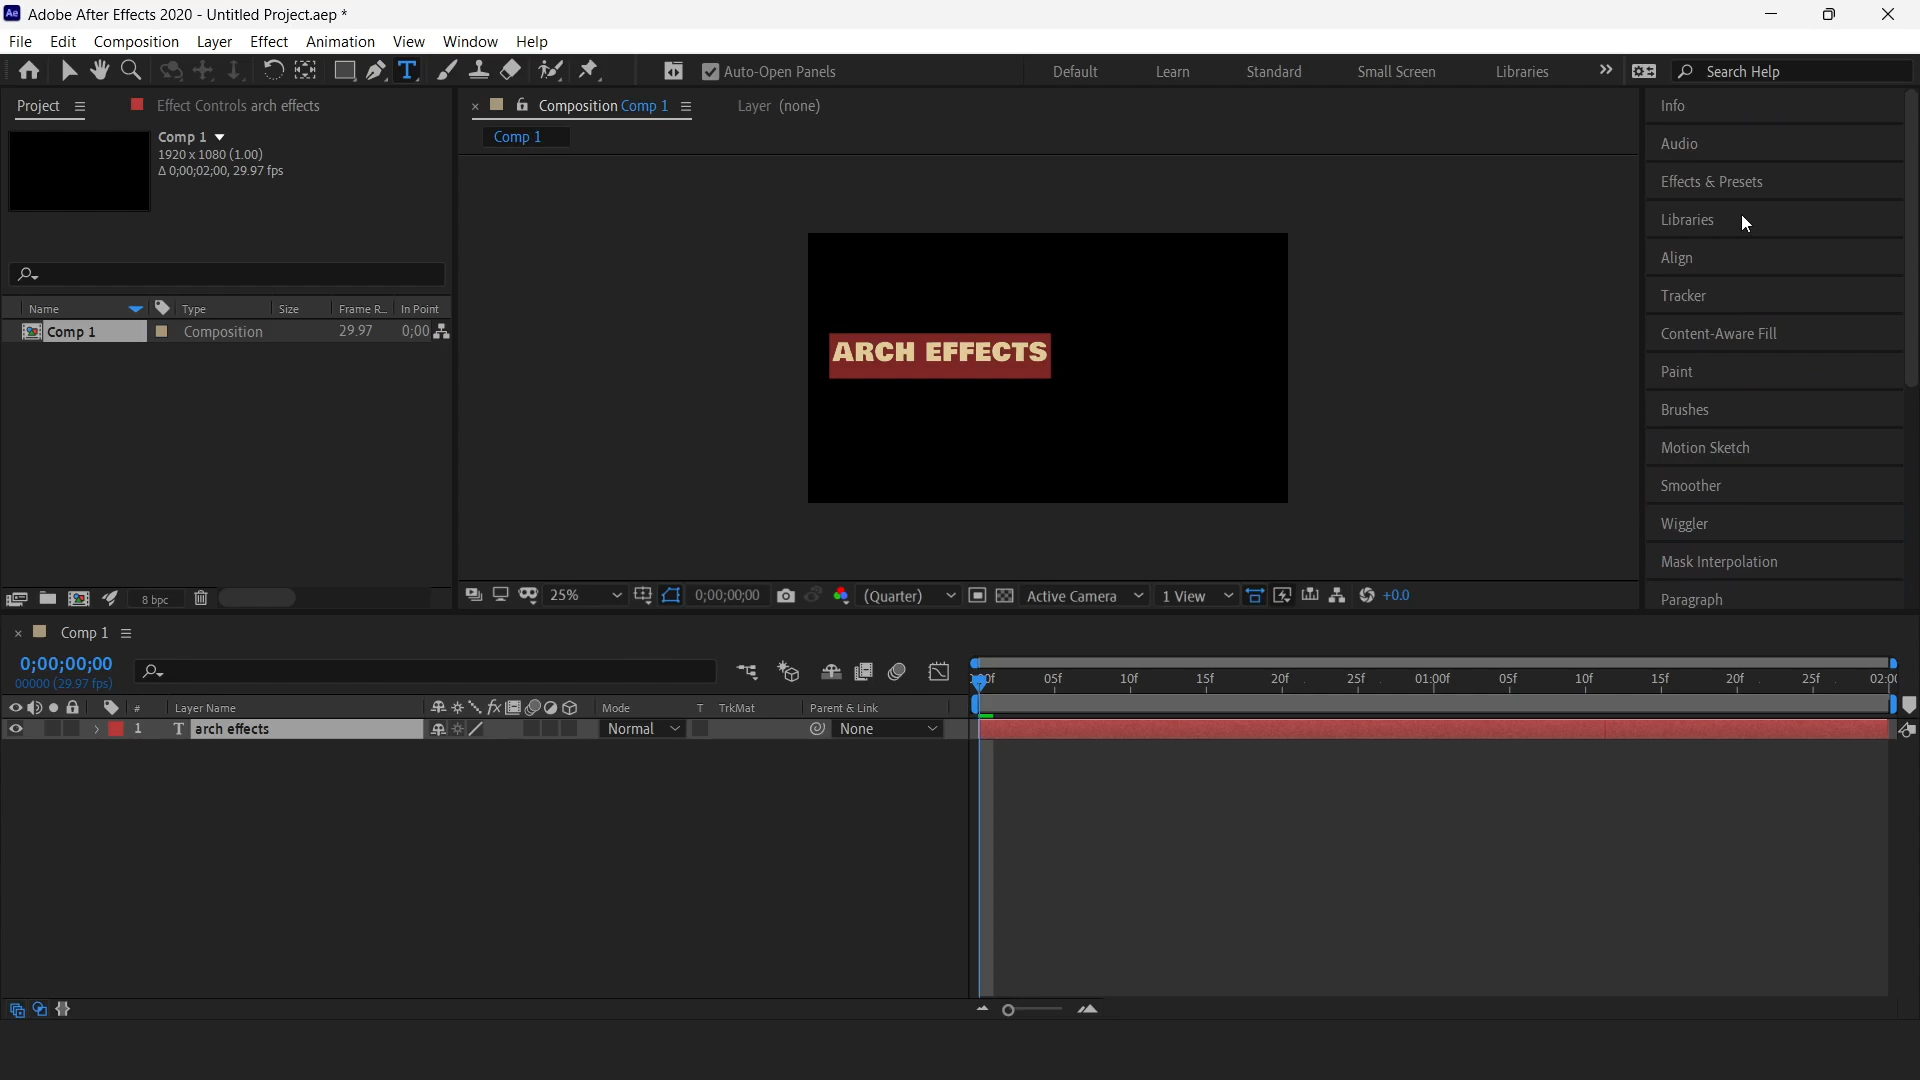 Ae Adobe After Effects 2020 - Untitled Project.aep *
File Edit Composition Layer Effect Animation View Window Help
T Auto-Open Panels Default Learn Standard Small Screen Libraries Search Help
Project Effect Controls arch effects
Composition Comp 1 Layer (none)
Comp 1
1920 x 1080 (1.00)
Δ 0;00;02;00, 29.97 fps
Comp 1
Name Type Size Frame R... In Point
Comp 1 Composition 29.97 0;00
8 bpc
ARCH EFFECTS
25% 0;00;00;00 (Quarter) Active Camera 1 View +0.0
Info
Audio
Effects & Presets
Libraries
Align
Tracker
Content-Aware Fill
Paint
Brushes
Motion Sketch
Smoother
Wiggler
Mask Interpolation
Paragraph
Comp 1
0;00;00;00
00000 (29.97 fps)
05f 10f 15f 20f 25f 01:00f 05f 10f 15f 20f 25f 02:0
# Layer Name fx Mode T TrkMat Parent & Link
1 T arch effects Normal None